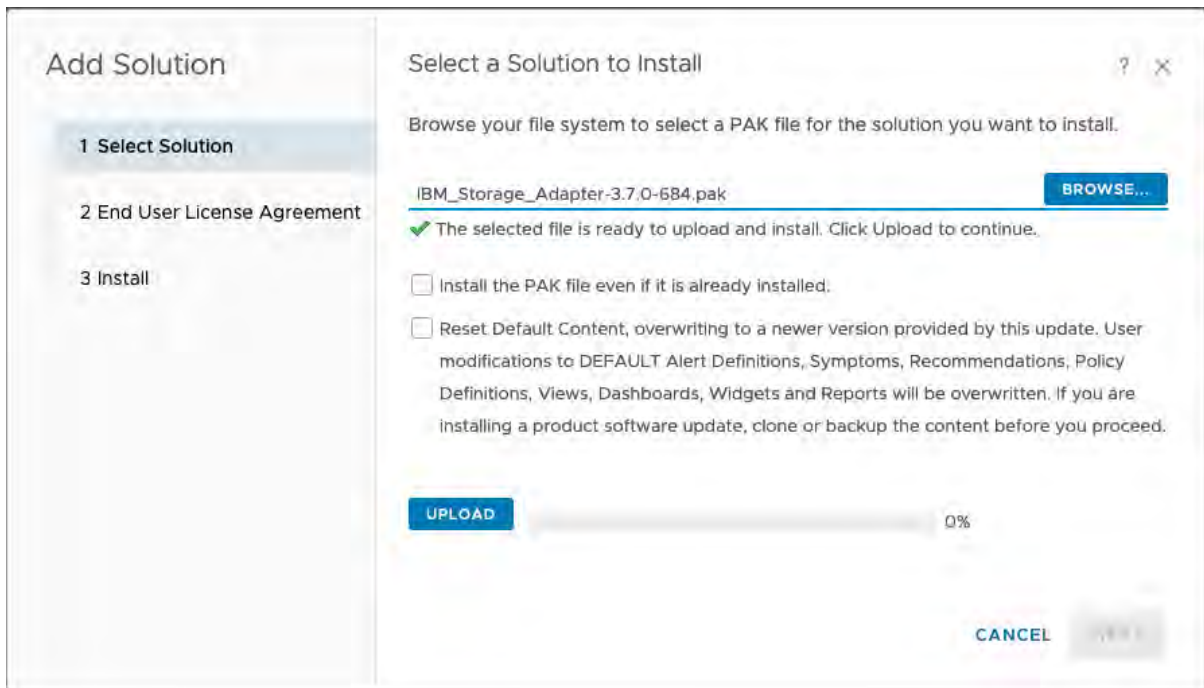 Add Solution
1 Select Solution
2 End User License Agreement
3 Install
Select a Solution to Install
?
Browse your file system to select a PAK file for the solution you want to install.
IBM_Storage_Adapter-3.7.0-684.pak
BROWSE...
The selected file is ready to upload and install. Click Upload to continue.
Install the PAK file even if it is already installed.
Reset Default Content, overwriting to a newer version provided by this update. User
modifications to DEFAULT Alert Definitions, Symptoms, Recommendations, Policy
Definitions, Views, Dashboards, Widgets and Reports will be overwritten. If you are
installing a product software update, clone or backup the content before you proceed.
UPLOAD
0%
CANCEL